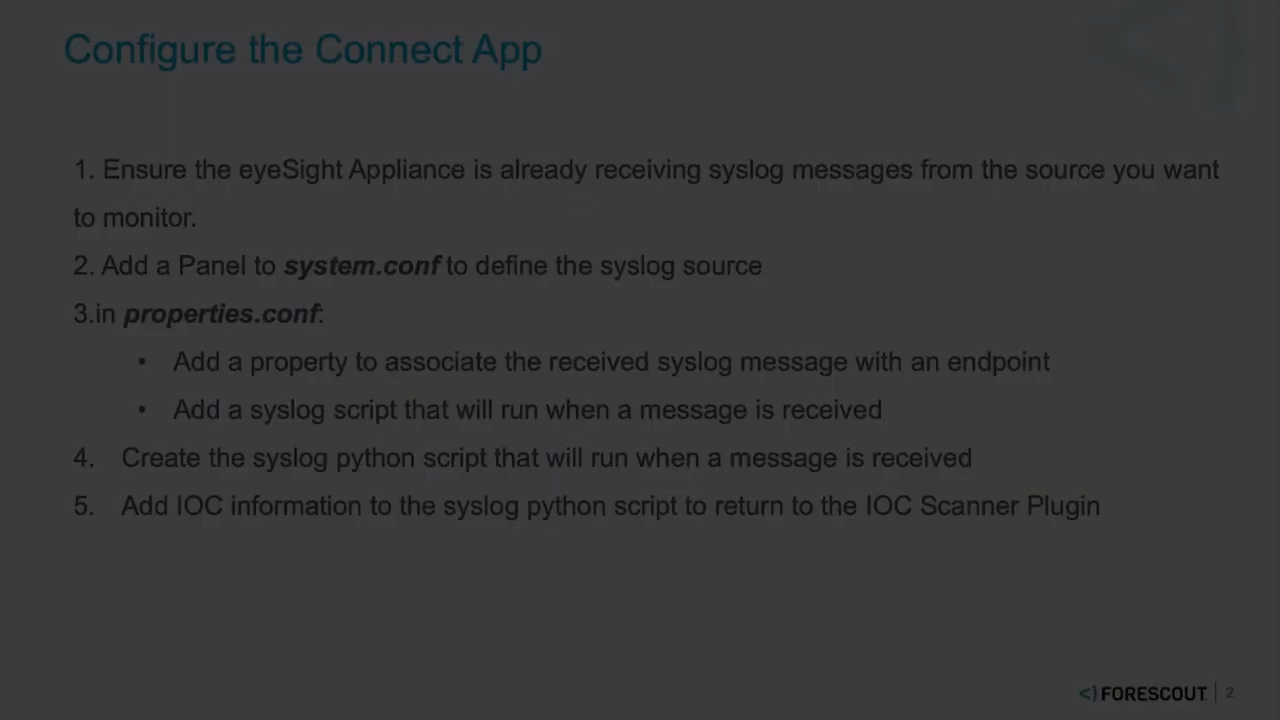 Configure the Connect App
1. Ensure the eyeSight Appliance is already receiving syslog messages from the source you want
to monitor.
2. Add a Panel to system.conf to define the syslog source
3.in properties.conf:
• Add a property to associate the received syslog message with an endpoint
• Add a syslog script that will run when a message is received
4. Create the syslog python script that will run when a message is received
5. Add IOC information to the syslog python script to return to the IOC Scanner Plugin
FORESCOUT 2